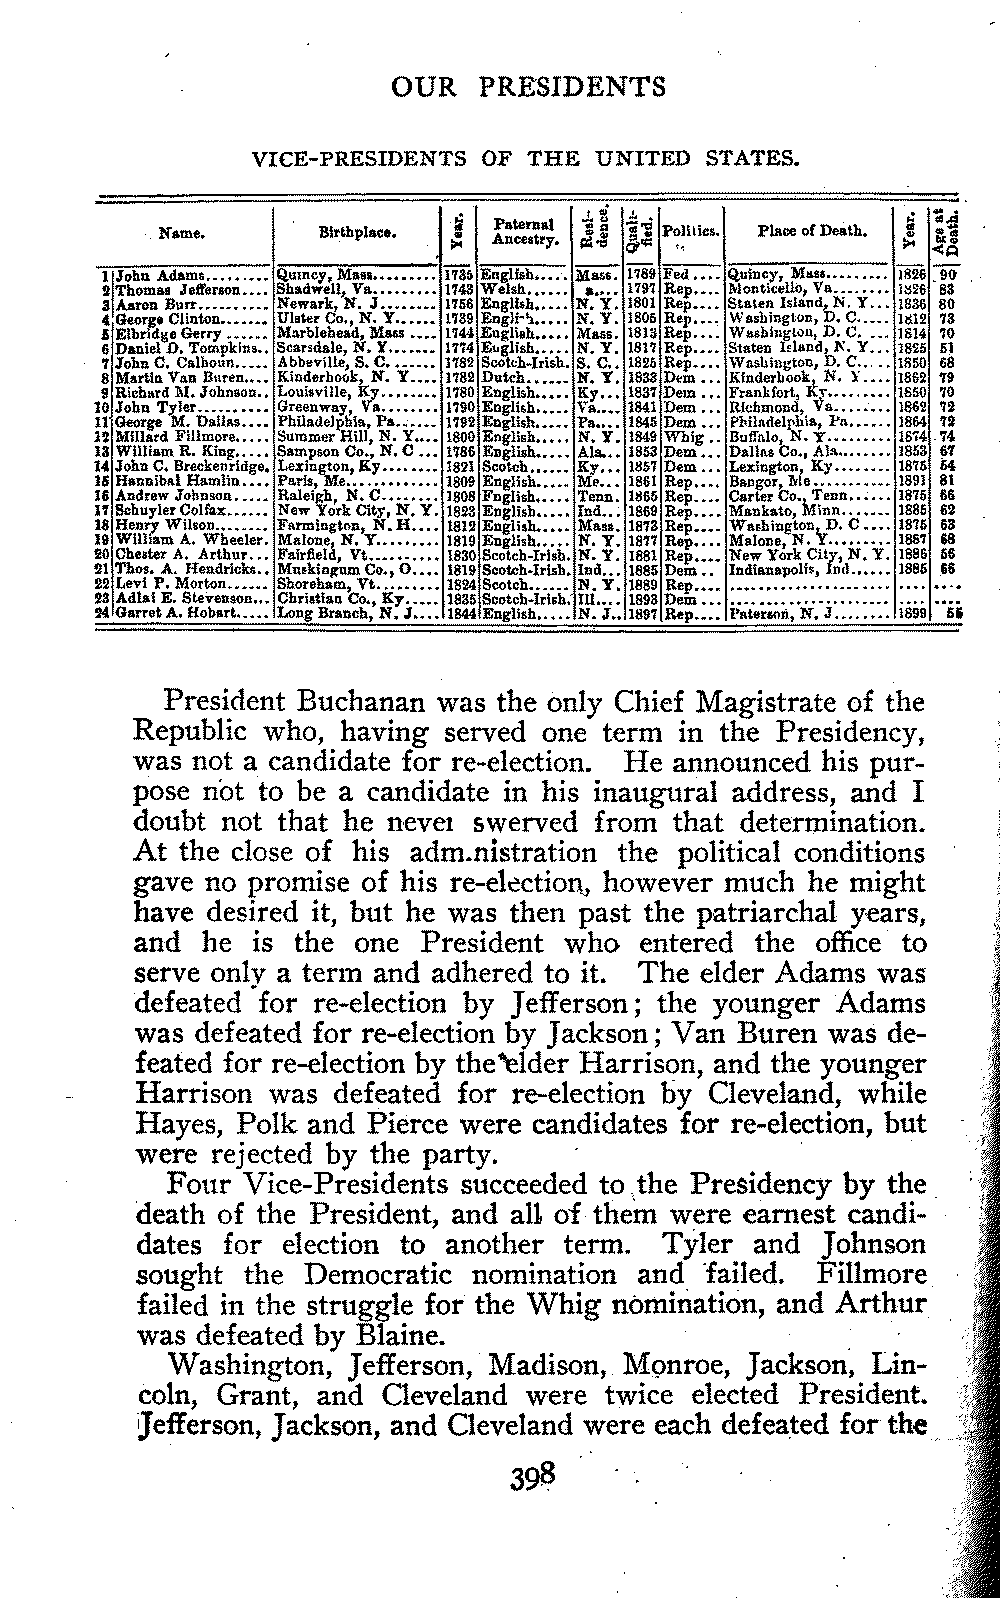 OUR PRESIDENTS
VICE-PRESIDENTS OF THE UNITED STATES.
Name. Birthplace. Year. Paternal Ancestry. Resi-dence. Quali-fied. Politics. Place of Death. Year. Age at Death.
1 John Adams......... Quincy, Mass......... 1735 English..... Mass. 1789 Fed .... Quincy, Mass......... 1826 90
2 Thomas Jefferson.... Shadwell, Va......... 1743 Welsh....... 1797 Rep.... Monticello, Va........ 1826 83
3 Aaron Burr......... Newark, N. J........ 1756 English..... N. Y. 1801 Rep.... Staten Island, N. Y... 1836 80
4 George Clinton....... Ulster Co., N. Y...... 1739 English..... N. Y. 1805 Rep.... Washington, D. C..... 1812 73
5 Elbridge Gerry ...... Marblehead, Mass .... 1744 English..... Mass. 1813 Rep.... Washington, D. C..... 1814 70
6 Daniel D. Tompkins.. Scarsdale, N. Y....... 1774 English..... N. Y. 1817 Rep.... Staten Island, N. Y... 1825 51
7 John C. Calhoun..... Abbeville, S. C........ 1782 Scotch-Irish. S. C.. 1825 Rep.... Washington, D. C..... 1850 68
8 Martin Van Buren.... Kinderhook, N. Y.... 1782 Dutch...... N. Y. 1833 Dem ... Kinderhook, N. Y.... 1862 79
9 Richard M. Johnson.. Louisville, Ky........ 1780 English..... Ky... 1837 Dem ... Frankfort, Ky........ 1850 70
10 John Tyler.......... Greenway, Va........ 1790 English..... Va.... 1841 Dem ... Richmond, Va....... 1862 72
11 George M. Dallas.... Philadelphia, Pa...... 1792 English..... Pa.... 1845 Dem ... Philadelphia, Pa...... 1864 72
12 Millard Fillmore..... Summer Hill, N. Y.... 1800 English..... N. Y. 1849 Whig .. Buffalo, N. Y......... 1874 74
13 William R. King..... Sampson Co., N. C ... 1786 English..... Ala... 1853 Dem... Dallas Co., Ala........ 1853 67
14 John C. Breckenridge. Lexington, Ky........ 1821 Scotch...... Ky... 1857 Dem ... Lexington, Ky........ 1875 54
15 Hannibal Hamlin.... Paris, Me............ 1809 English..... Me... 1861 Rep.... Bangor, Me.......... 1891 81
16 Andrew Johnson..... Raleigh, N. C........ 1808 English..... Tenn. 1865 Rep.... Carter Co., Tenn...... 1875 66
17 Schuyler Colfax...... New York City, N. Y. 1823 English..... Ind... 1869 Rep.... Mankato, Minn....... 1885 62
18 Henry Wilson........ Farmington, N. H.... 1812 English..... Mass. 1873 Rep.... Washington, D. C .... 1875 63
19 William A. Wheeler. Malone, N. Y......... 1819 English..... N. Y. 1877 Rep.... Malone, N. Y......... 1887 68
20 Chester A. Arthur... Fairfield, Vt.......... 1830 Scotch-Irish. N. Y. 1881 Rep.... New York City, N. Y. 1886 56
21 Thos. A. Hendricks.. Muskingum Co., O.... 1819 Scotch-Irish. Ind... 1885 Dem .. Indianapolis, Ind...... 1885 66
22 Levi P. Morton...... Shoreham, Vt......... 1824 Scotch...... N. Y. 1889 Rep.... .................... .... ....
23 Adlai E. Stevenson... Christian Co., Ky..... 1835 Scotch-Irish. Ill.... 1893 Dem ... .................... .... ....
24 Garret A. Hobart..... Long Branch, N. J.... 1844 English..... N. J.. 1897 Rep.... Paterson, N. J........ 1899 55
President Buchanan was the only Chief Magistrate of the
Republic who, having served one term in the Presidency,
was not a candidate for re-election. He announced his pur-
pose not to be a candidate in his inaugural address, and I
doubt not that he never swerved from that determination.
At the close of his adm.nistration the political conditions
gave no promise of his re-election, however much he might
have desired it, but he was then past the patriarchal years,
and he is the one President who entered the office to
serve only a term and adhered to it. The elder Adams was
defeated for re-election by Jefferson; the younger Adams
was defeated for re-election by Jackson; Van Buren was de-
feated for re-election by the elder Harrison, and the younger
Harrison was defeated for re-election by Cleveland, while
Hayes, Polk and Pierce were candidates for re-election, but
were rejected by the party.
Four Vice-Presidents succeeded to the Presidency by the
death of the President, and all of them were earnest candi-
dates for election to another term. Tyler and Johnson
sought the Democratic nomination and failed. Fillmore
failed in the struggle for the Whig nomination, and Arthur
was defeated by Blaine.
Washington, Jefferson, Madison, Monroe, Jackson, Lin-
coln, Grant, and Cleveland were twice elected President.
Jefferson, Jackson, and Cleveland were each defeated for the
398